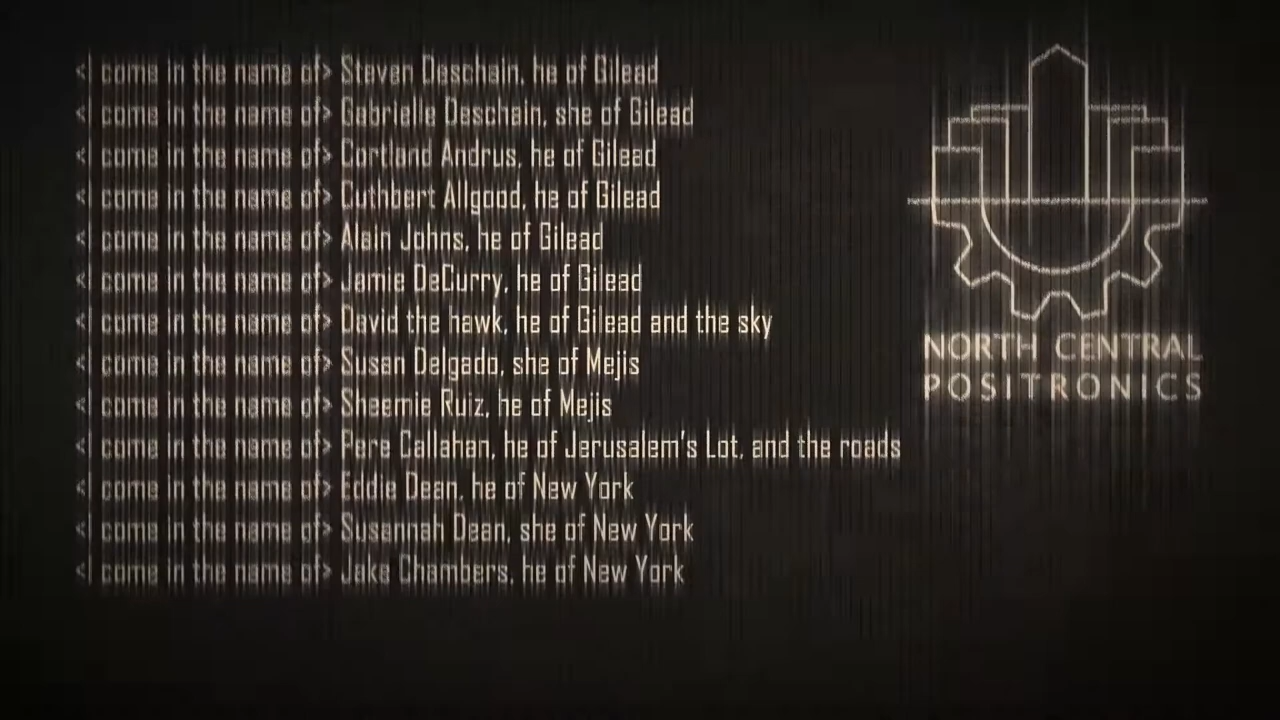 <I come in the name of> Steven Deschain, he of Gilead
<I come in the name of> Gabrielle Deschain, she of Gilead
<I come in the name of> Cortland Andrus, he of Gilead
<I come in the name of> Cuthbert Allgood, he of Gilead
<I come in the name of> Alain Johns, he of Gilead
<I come in the name of> Jamie DeCurry, he of Gilead
<I come in the name of> David the hawk, he of Gilead and the sky
<I come in the name of> Susan Delgado, she of Mejis
<I come in the name of> Sheemie Ruiz, he of Mejis
<I come in the name of> Pere Callahan, he of Jerusalem's Lot, and the roads
<I come in the name of> Eddie Dean, he of New York
<I come in the name of> Susannah Dean, she of New York
<I come in the name of> Jake Chambers, he of New York
NORTH CENTRAL
POSITRONICS